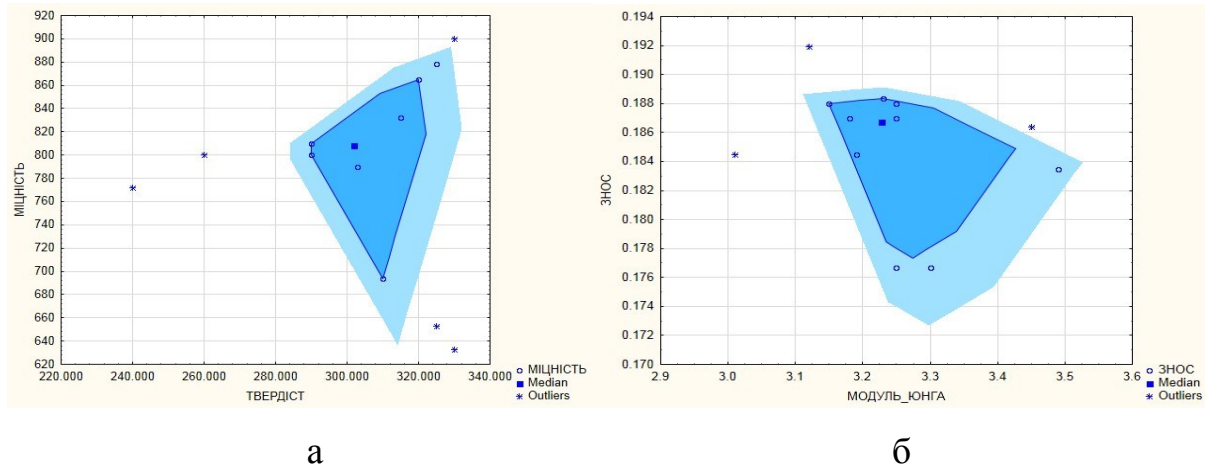 920
900
880
860
840
820
800
780
760
740
720
700
680
660
640
620
МІЦНІСТЬ
220.000 240.000 260.000 280.000 300.000 320.000 340.000
ТВЕРДІСТ
МІЦНІСТЬ
Median
Outliers
а
0.194
0.192
0.190
0.188
0.186
0.184
0.182
0.180
0.178
0.176
0.174
0.172
0.170
ЗНОС
2.9 3.0 3.1 3.2 3.3 3.4 3.5 3.6
МОДУЛЬ_ЮНГА
ЗНОС
Median
Outliers
б